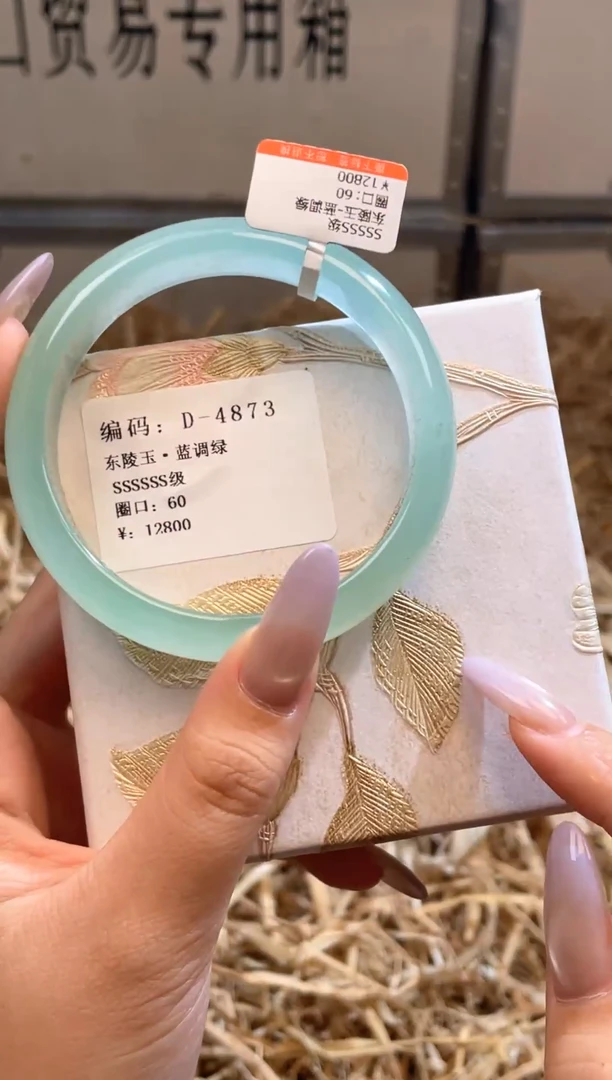 口贸易专用箱
¥12800
圈口:60
东陵玉-蓝调绿
SSSSSS级
编码: D-4873
东陵玉·蓝调绿
SSSSSS级
圈口: 60
¥: 12800